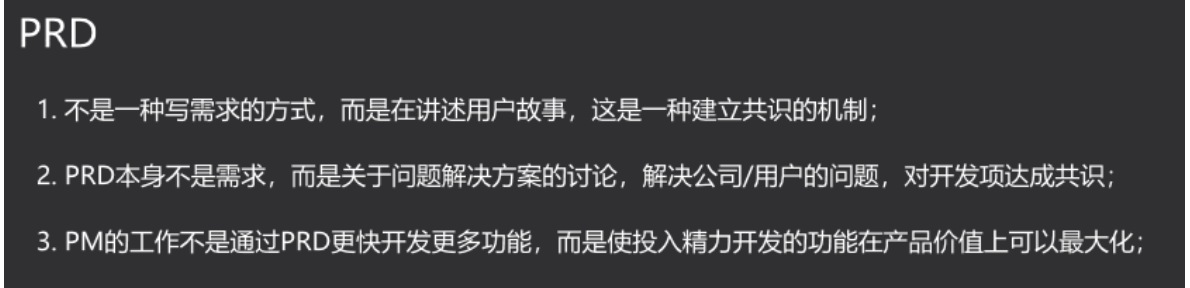 PRD
1. 不是一种写需求的方式，而是在讲述用户故事，这是一种建立共识的机制；
2. PRD本身不是需求，而是关于问题解决方案的讨论，解决公司/用户的问题，对开发项达成共识；
3. PM的工作不是通过PRD更快开发更多功能，而是使投入精力开发的功能在产品价值上可以最大化；